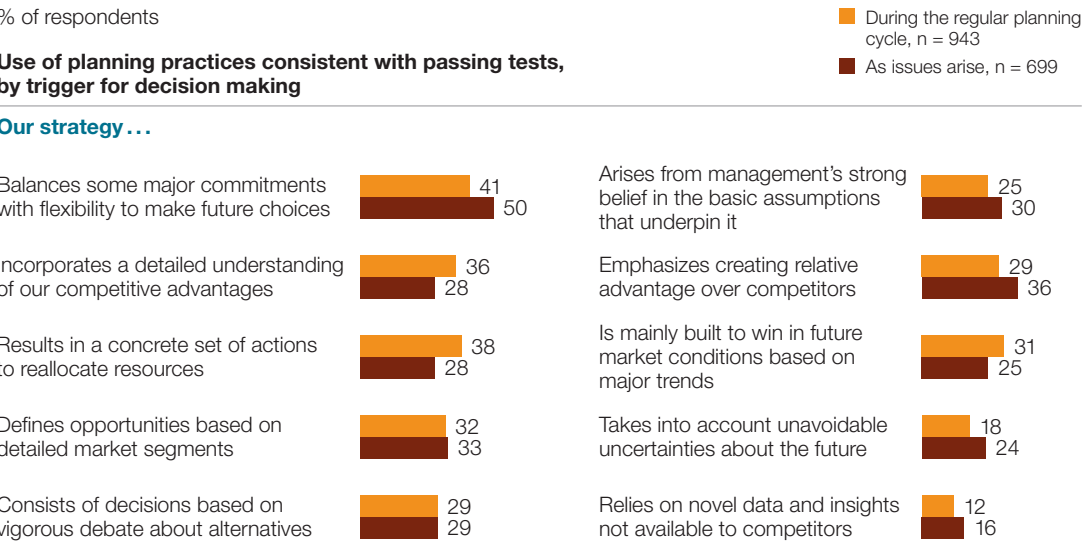 % of respondents
Use of planning practices consistent with passing tests,
by trigger for decision making
During the regular planning
cycle, n = 943
As issues arise, n = 699
Our strategy...
Balances some major commitments
with flexibility to make future choices
41
50
Incorporates a detailed understanding
of our competitive advantages
36
28
Results in a concrete set of actions
to reallocate resources
38
28
Defines opportunities based on
detailed market segments
32
33
Consists of decisions based on
vigorous debate about alternatives
29
29
Arises from management’s strong
belief in the basic assumptions
that underpin it
25
30
Emphasizes creating relative
advantage over competitors
29
36
Is mainly built to win in future
market conditions based on
major trends
31
25
Takes into account unavoidable
uncertainties about the future
18
24
Relies on novel data and insights
not available to competitors
12
16